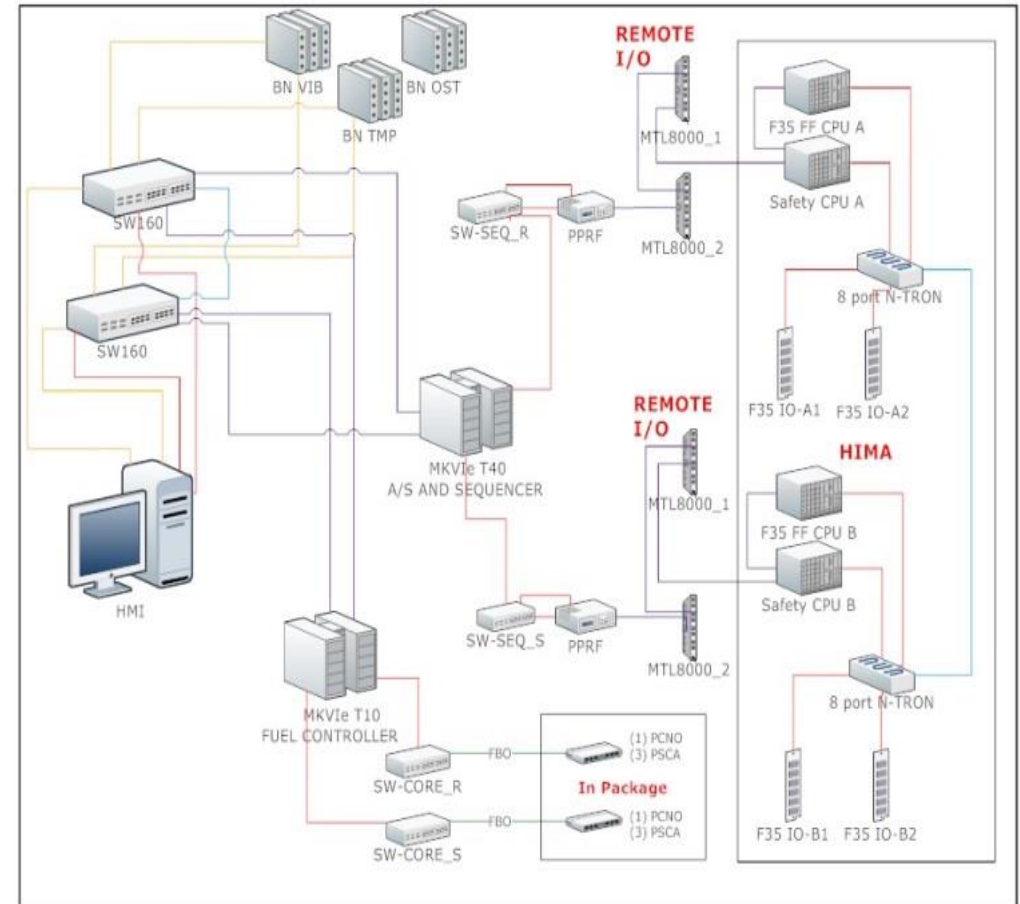 BN VIB
BN OST
BN TMP
SW160
SW160
HMI
REMOTE
I/O
MTL8000_1
MTL8000_2
SW-SEQ_R
PPRF
F35 FF CPU A
Safety CPU A
8 port N-TRON
F35 IO-A1
F35 IO-A2
MKVIe T40
A/S AND SEQUENCER
REMOTE
I/O
MTL8000_1
MTL8000_2
SW-SEQ_S
PPRF
HIMA
F35 FF CPU B
Safety CPU B
8 port N-TRON
F35 IO-B1
F35 IO-B2
MKVIe T10
FUEL CONTROLLER
SW-CORE_R
FBO
(1) PCNO
(3) PSCA
In Package
SW-CORE_S
FBO
(1) PCNO
(3) PSCA